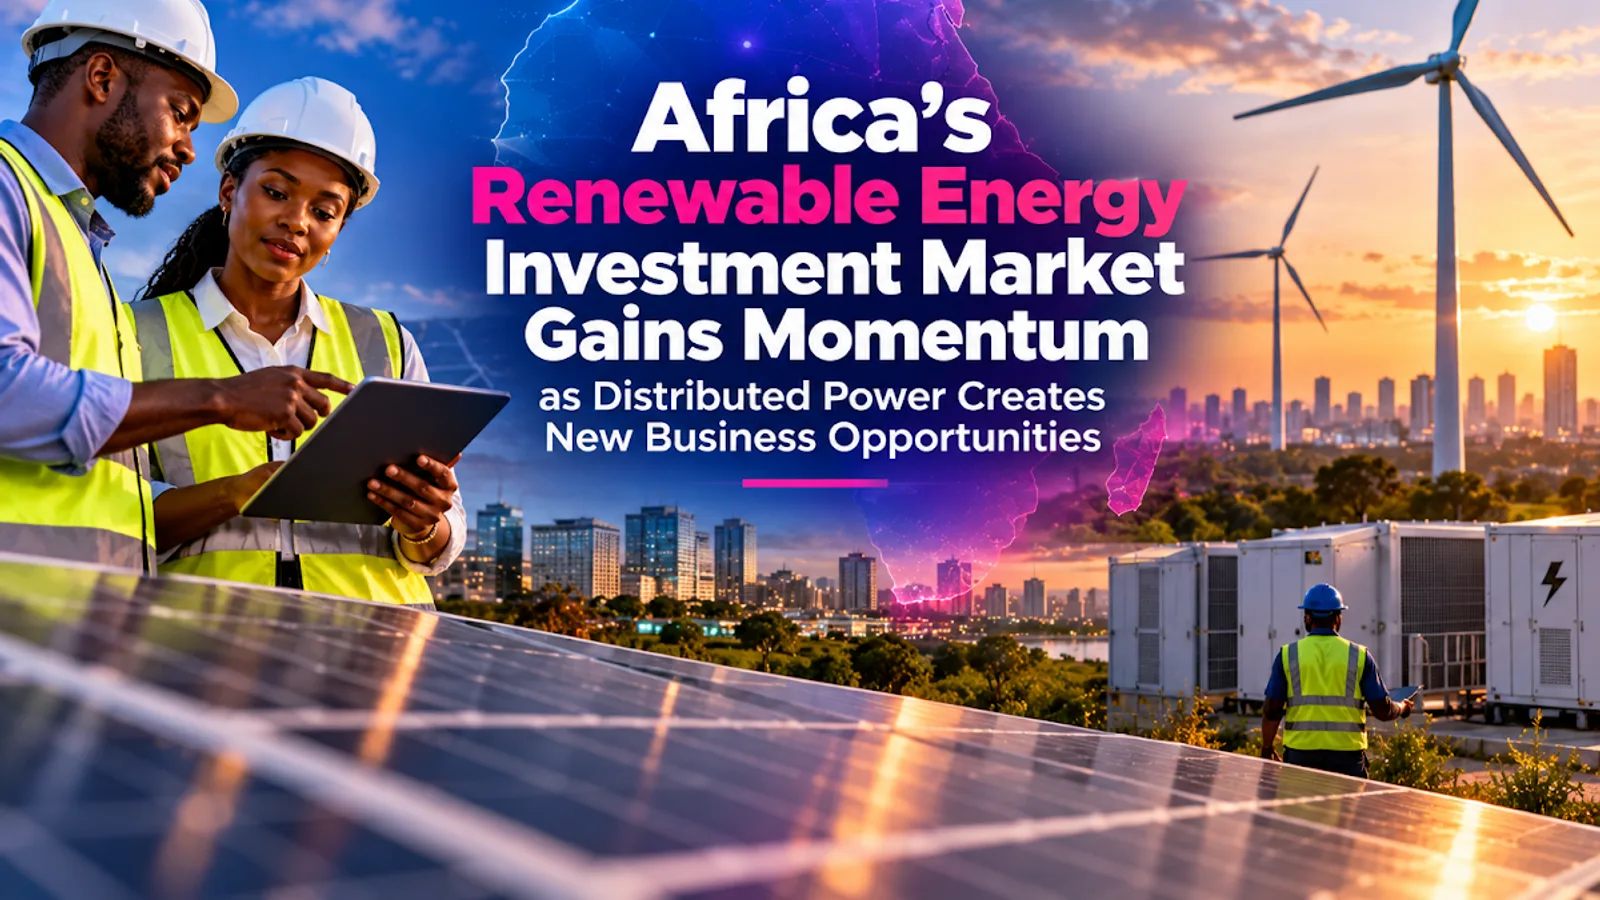 Africa’s
Renewable Energy
Investment Market
Gains Momentum
as Distributed Power Creates
New Business Opportunities